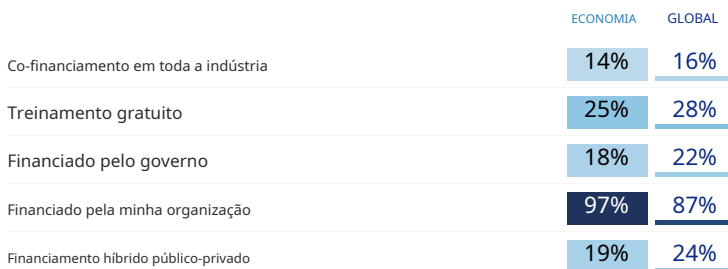 ECONOMIA GLOBAL
Co-financiamento em toda a indústria 14% 16%
Treinamento gratuito 25% 28%
Financiado pelo governo 18% 22%
Financiado pela minha organização 97% 87%
Financiamento híbrido público-privado 19% 24%